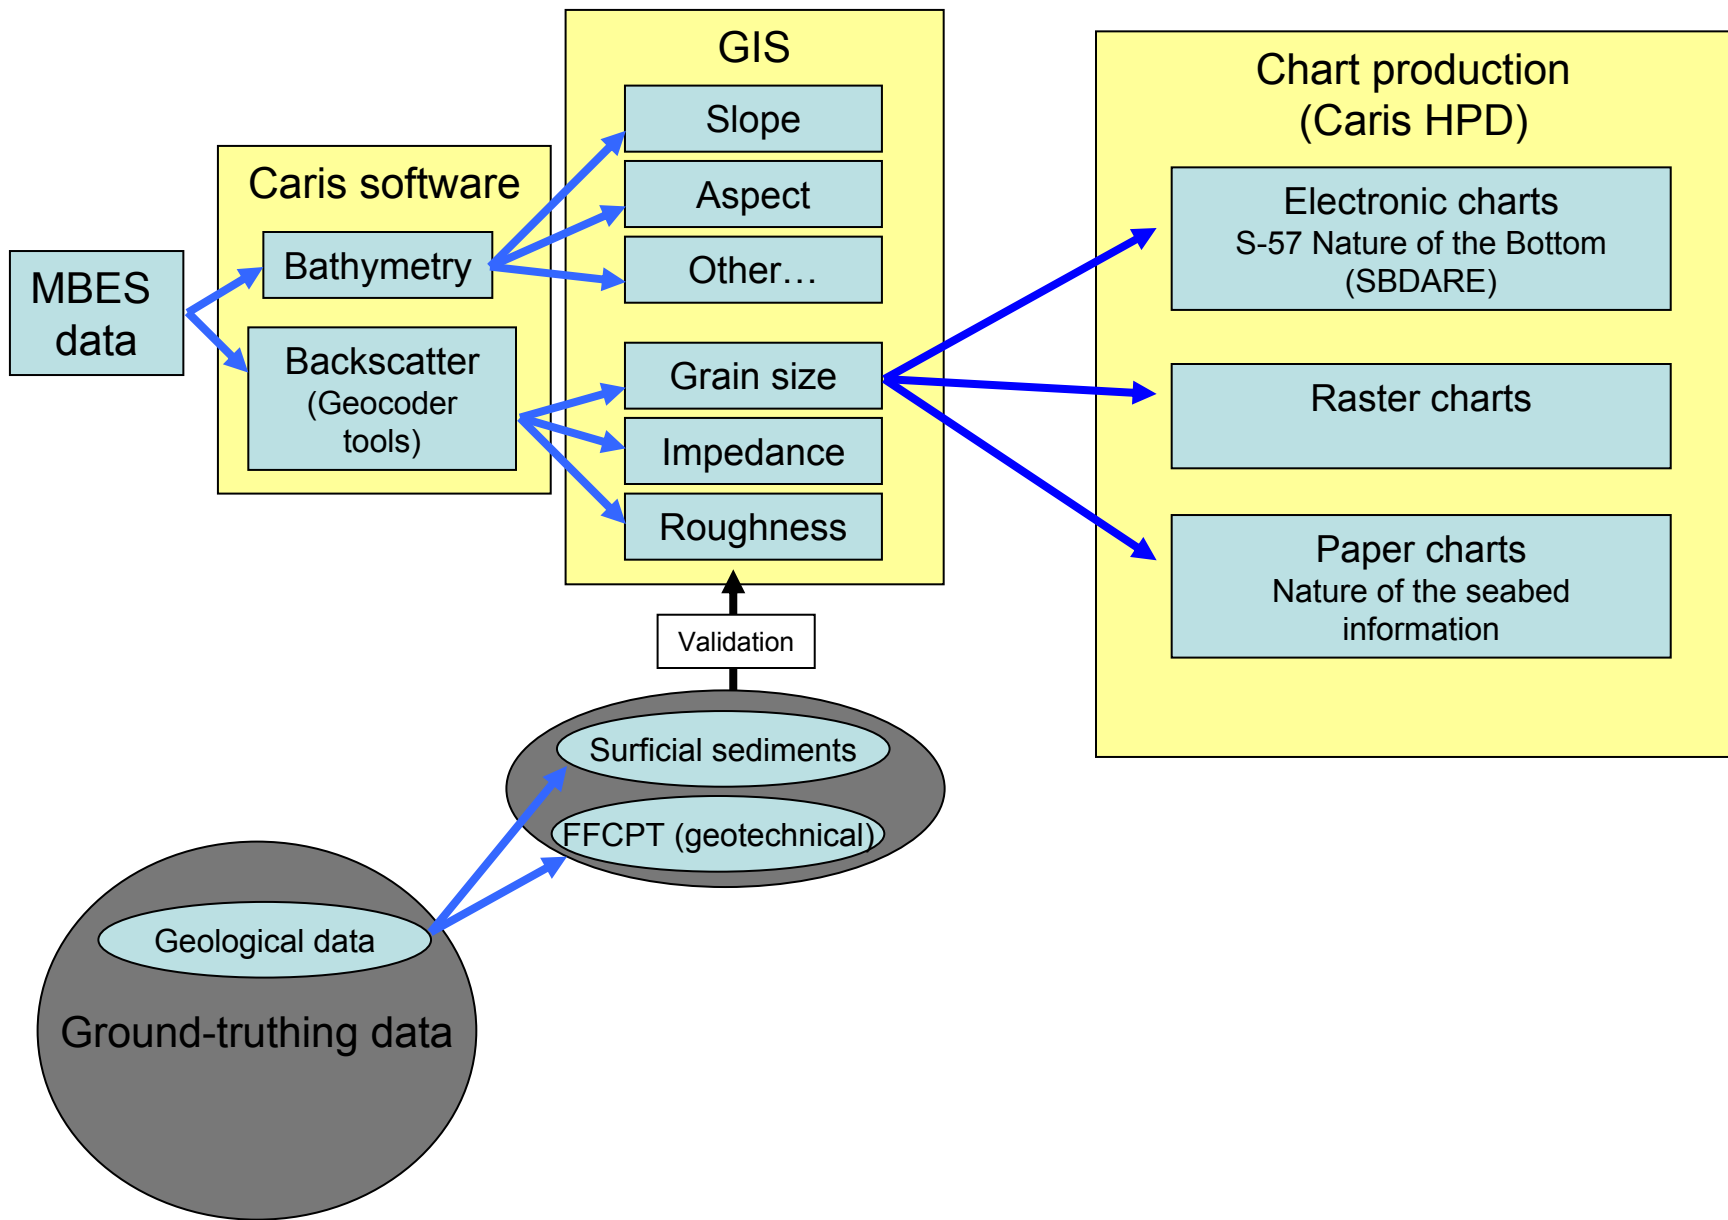 MBES
data
Caris software
Bathymetry
Backscatter
(Geocoder
tools)
GIS
Slope
Aspect
Other…
Grain size
Impedance
Roughness
Validation
Surficial sediments
FFCPT (geotechnical)
Geological data
Ground-truthing data
Chart production
(Caris HPD)
Electronic charts
S-57 Nature of the Bottom
(SBDARE)
Raster charts
Paper charts
Nature of the seabed
information